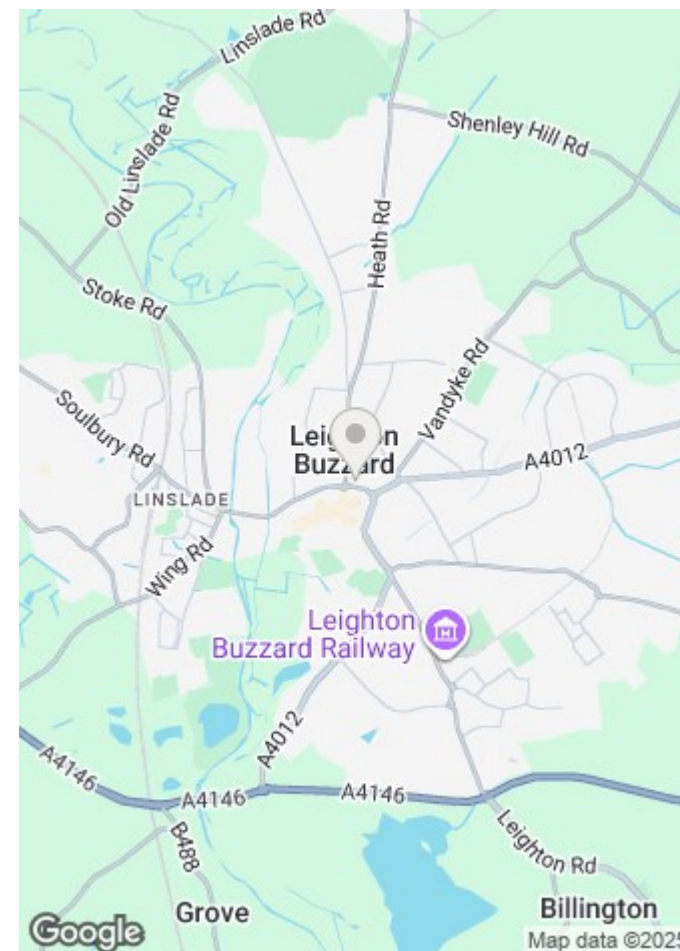 Linslade Rd
Shenley Hill Rd
Old Linslade Rd
Heath Rd
Stoke Rd
Vandyke Rd
Soulbury Rd
Leighton
Buzzard
A4012
LINSLADE
Wing Rd
Leighton
Buzzard Railway
A4012
A4146
A4146
A4146
B488
Leighton Rd
Grove
Billington
Google
Map data ©2025